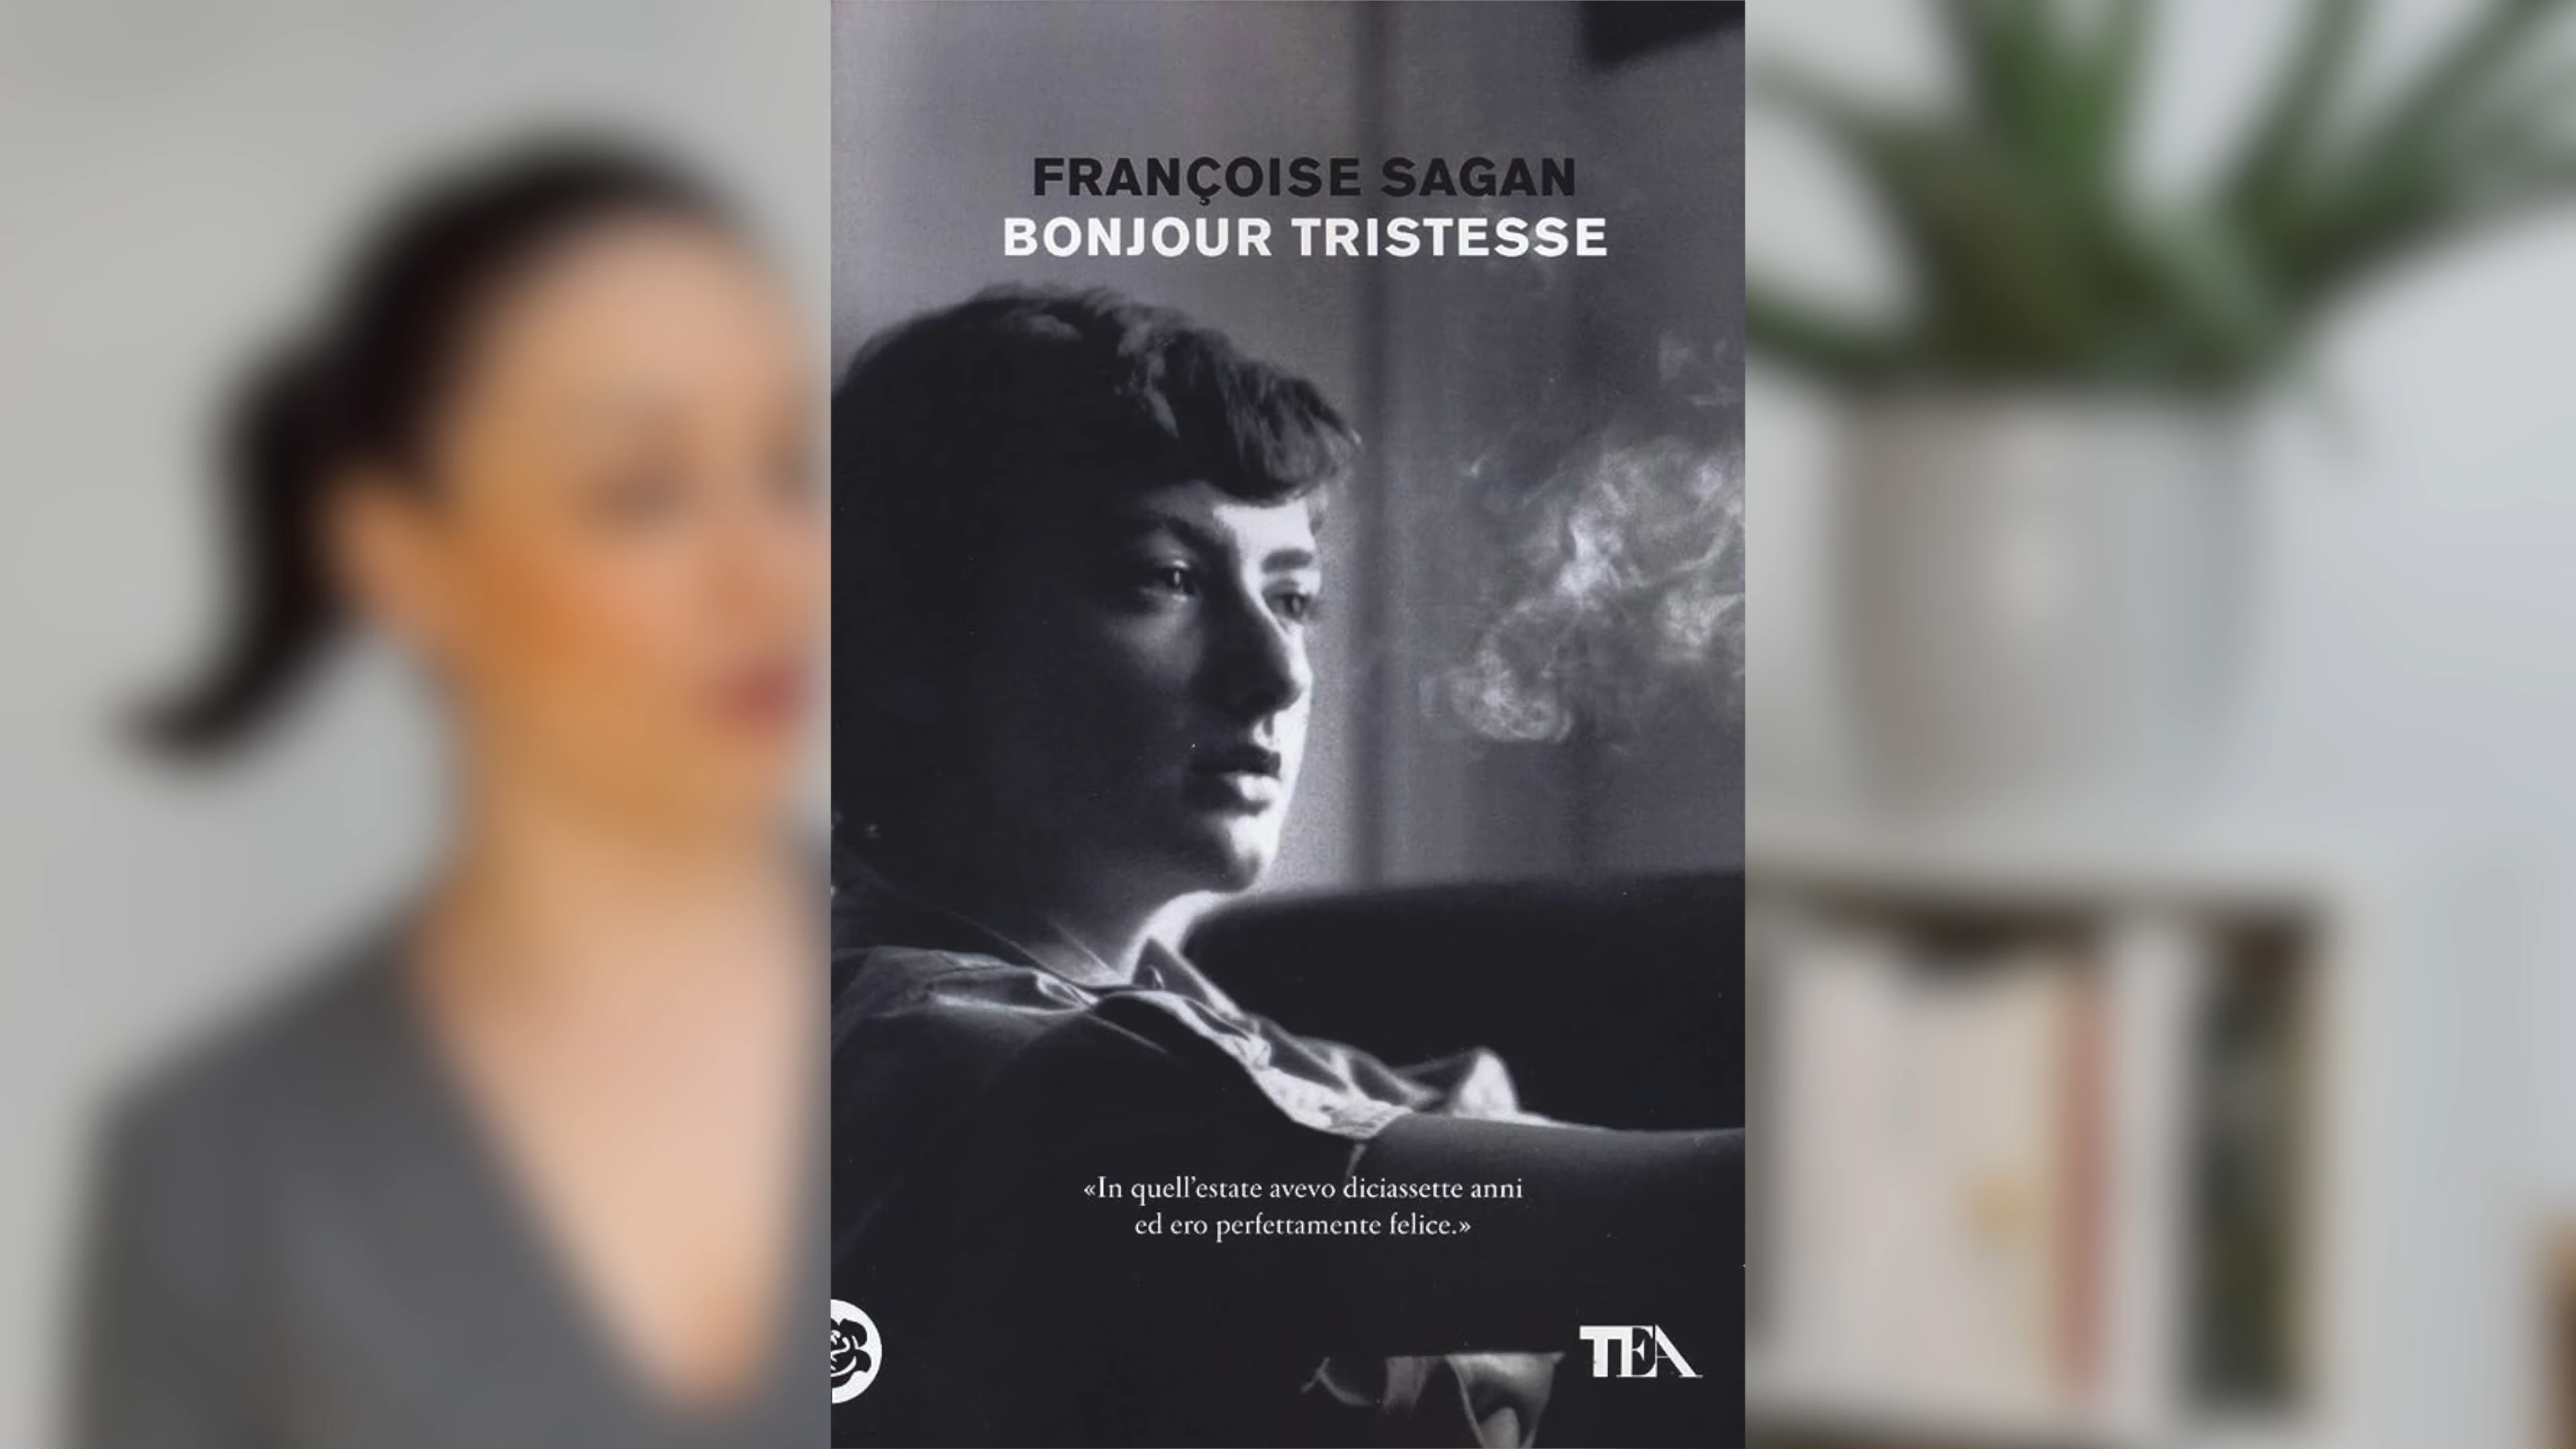 FRANÇOISE SAGAN
BONJOUR TRISTESSE
«In quell'estate avevo diciassette anni
ed ero perfettamente felice.»
TEA